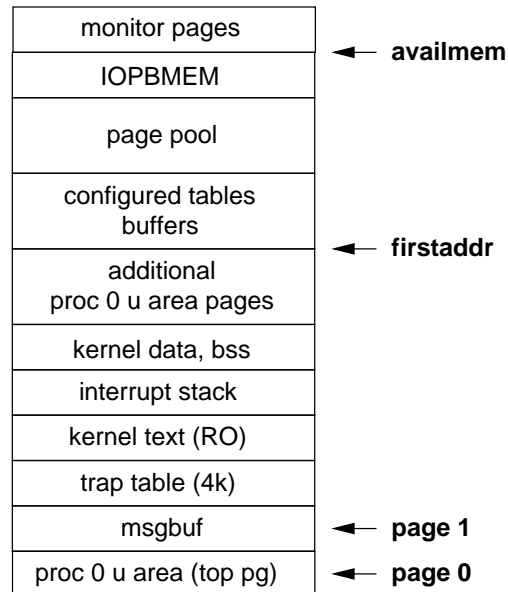 monitor pages
availmem
IOPBMEM
page pool
configured tables
buffers
firstaddr
additional
proc 0 u area pages
kernel data, bss
interrupt stack
kernel text (RO)
trap table (4k)
msgbuf
page 1
proc 0 u area (top pg)
page 0